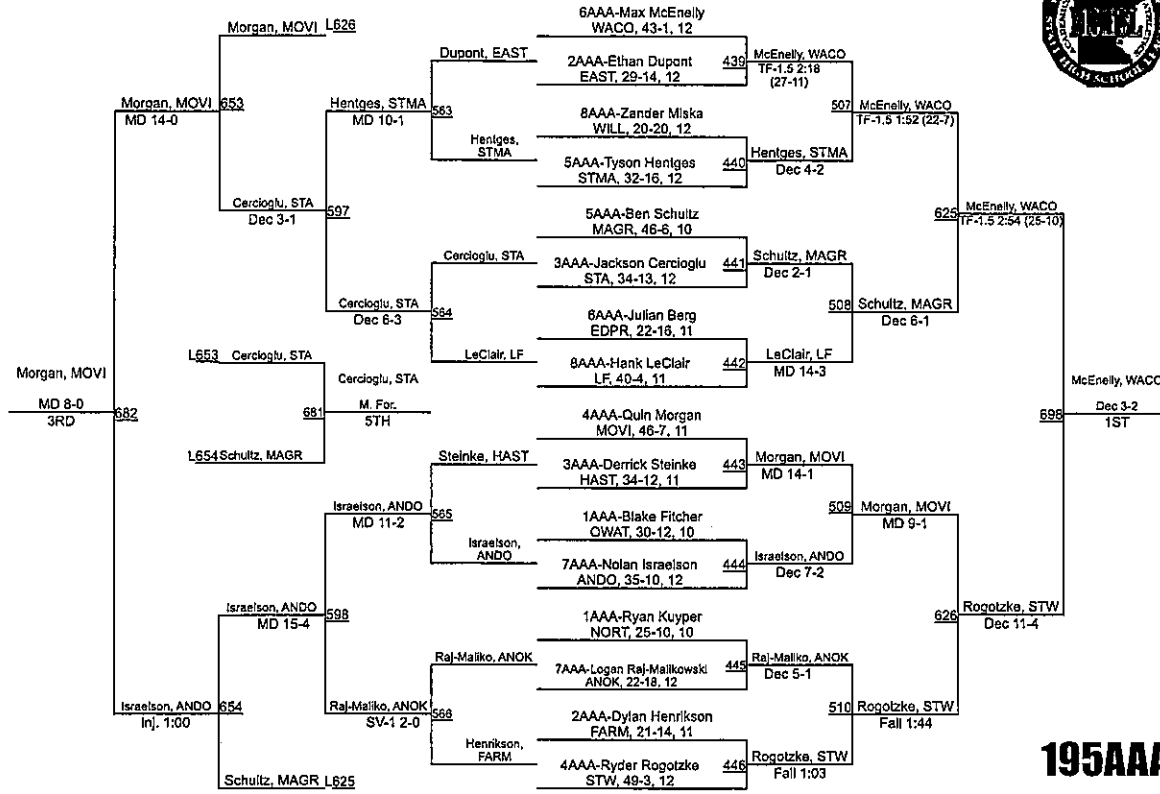 6AAA-Max McEnelly
WACO, 43-1, 12
2AAA-Ethan Dupont
EAST, 29-14, 12
8AAA-Zander Miska
WILL, 20-20, 12
5AAA-Tyson Hentges
STMA, 32-16, 12
5AAA-Ben Schultz
MAGR, 46-6, 10
3AAA-Jackson Cercioglu
STA, 34-13, 12
6AAA-Julian Berg
EDPR, 22-16, 11
8AAA-Hank LeClair
LF, 40-4, 11
4AAA-Quin Morgan
MOVI, 46-7, 11
3AAA-Derrick Steinke
HAST, 34-12, 11
1AAA-Blake Fitcher
OWAT, 30-12, 10
7AAA-Nolan Israelson
ANDO, 35-10, 12
1AAA-Ryan Kuyper
NORT, 25-10, 10
7AAA-Logan Raj-Malikowski
ANOK, 22-18, 12
2AAA-Dylan Henrikson
FARM, 21-14, 11
4AAA-Ryder Rogotzke
STW, 49-3, 12
439
McEnelly, WACO
TF-1.5 2:18
(27-11)
440
Hentges, STMA
Dec 4-2
441
Schultz, MAGR
Dec 2-1
442
LeClair, LF
MD 14-3
443
Morgan, MOVI
MD 14-1
444
Israelson, ANDO
Dec 7-2
445
Raj-Maliko, ANOK
Dec 5-1
446
Rogotzke, STW
Fall 1:03
507
McEnelly, WACO
TF-1.5 1:52 (22-7)
508
Schultz, MAGR
Dec 6-1
509
Morgan, MOVI
MD 9-1
510
Rogotzke, STW
Fall 1:44
625
McEnelly, WACO
TF-1.5 2:54 (25-10)
626
Rogotzke, STW
Dec 11-4
698
McEnelly, WACO
Dec 3-2
1ST
Dupont, EAST
Hentges,
STMA
563
Hentges, STMA
MD 10-1
Cercioglu, STA
LeClair, LF
564
Cercioglu, STA
Dec 6-3
Steinke, HAST
Israelson,
ANDO
565
Israelson, ANDO
MD 11-2
Raj-Maliko, ANOK
Henrikson,
FARM
566
Raj-Maliko, ANOK
SV-1 2-0
597
Cercioglu, STA
Dec 3-1
598
Israelson, ANDO
MD 15-4
Morgan, MOVI L626
653
Morgan, MOVI
MD 14-0
Schultz, MAGR L625
654
Israelson, ANDO
Inj. 1:00
682
Morgan, MOVI
MD 8-0
3RD
L653 Cercioglu, STA
L654 Schultz, MAGR
681
Cercioglu, STA
M. For.
5TH
195AAA
STATE HIGH SCHOOL